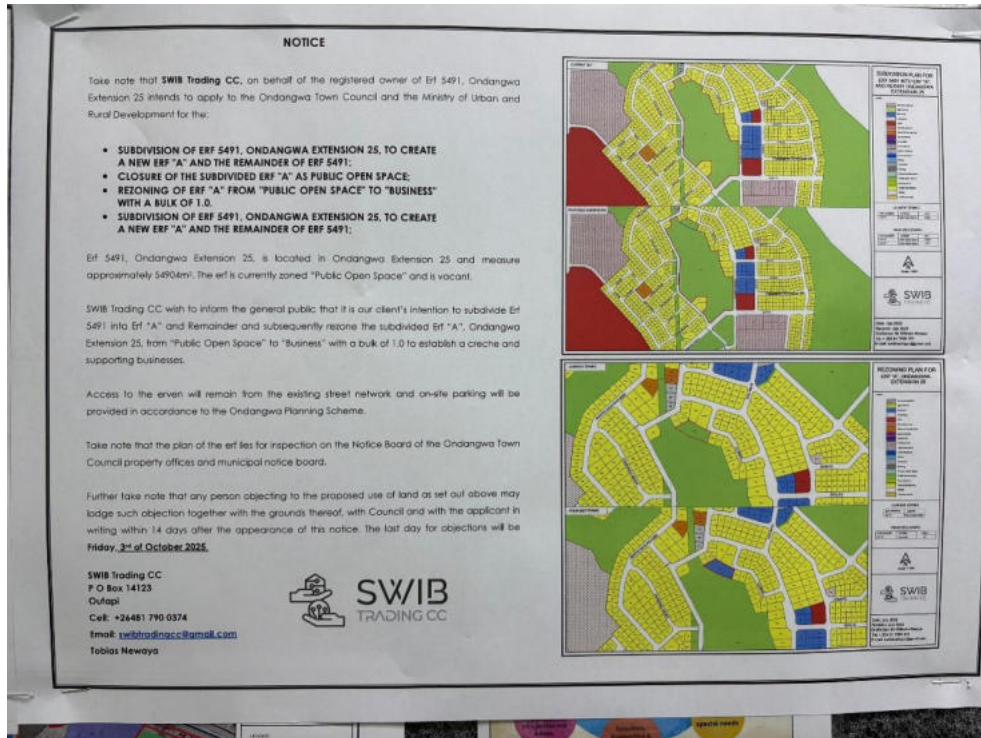 NOTICE
Take note that SWIB Trading CC, on behalf of the registered owner of Erf 5491, Ondangwa
Extension 25 intends to apply to the Ondangwa Town Council and the Ministry of Urban and
Rural Development for the:
• SUBDIVISION OF ERF 5491, ONDANGWA EXTENSION 25, TO CREATE
A NEW ERF "A" AND THE REMAINDER OF ERF 5491;
• CLOSURE OF THE SUBDIVIDED ERF "A" AS PUBLIC OPEN SPACE;
• REZONING OF ERF "A" FROM "PUBLIC OPEN SPACE" TO "BUSINESS"
WITH A BULK OF 1.0.
• SUBDIVISION OF ERF 5491, ONDANGWA EXTENSION 25, TO CREATE
A NEW ERF "A" AND THE REMAINDER OF ERF 5491;
Erf 5491, Ondangwa Extension 25, is located in Ondangwa Extension 25 and measure
approximately 54904m². The erf is currently zoned "Public Open Space" and is vacant.
SWIB Trading CC wish to inform the general public that it is our client's intention to subdivide Erf
5491 into Erf "A" and Remainder and subsequently rezone the subdivided Erf "A", Ondangwa
Extension 25, from "Public Open Space" to "Business" with a bulk of 1.0 to establish a creche and
supporting businesses.
Access to the erven will remain from the existing street network and on-site parking will be
provided in accordance to the Ondangwa Planning Scheme.
Take note that the plan of the erf lies for inspection on the Notice Board of the Ondangwa Town
Council property offices and municipal notice board.
Further take note that any person objecting to the proposed use of land as set out above may
lodge such objection together with the grounds thereof, with Council and with the applicant in
writing within 14 days after the appearance of this notice. The last day for objections will be
Friday, 3rd of October 2025.
SWIB Trading CC
P O Box 14123
Outapi
Cell: +26481 790 0374
Email: swibtradingcc@gmail.com
Tobias Newaya
SWIB
TRADING CC
SUBDIVISION PLAN FOR
EXTENSION 25
SWIB
REZONING PLAN FOR
ERF "A", ONDANGWA
EXTENSION 25
SWIB
special needs